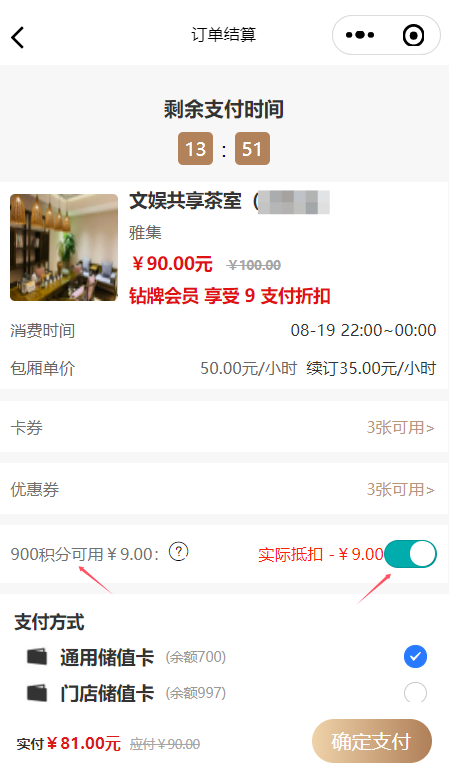 订单结算
剩余支付时间
13 : 51
文娱共享茶室（
雅集
￥90.00元 ￥100.00
钻牌会员 享受 9 支付折扣
消费时间 08-19 22:00~00:00
包厢单价 50.00元/小时 续订35.00元/小时
卡券 3张可用>
优惠券 3张可用>
900积分可用￥9.00： ? 实际抵扣 -￥9.00
支付方式
通用储值卡 (余额700)
门店储值卡 (余额997)
实付￥81.00元 应付￥90.00 确定支付